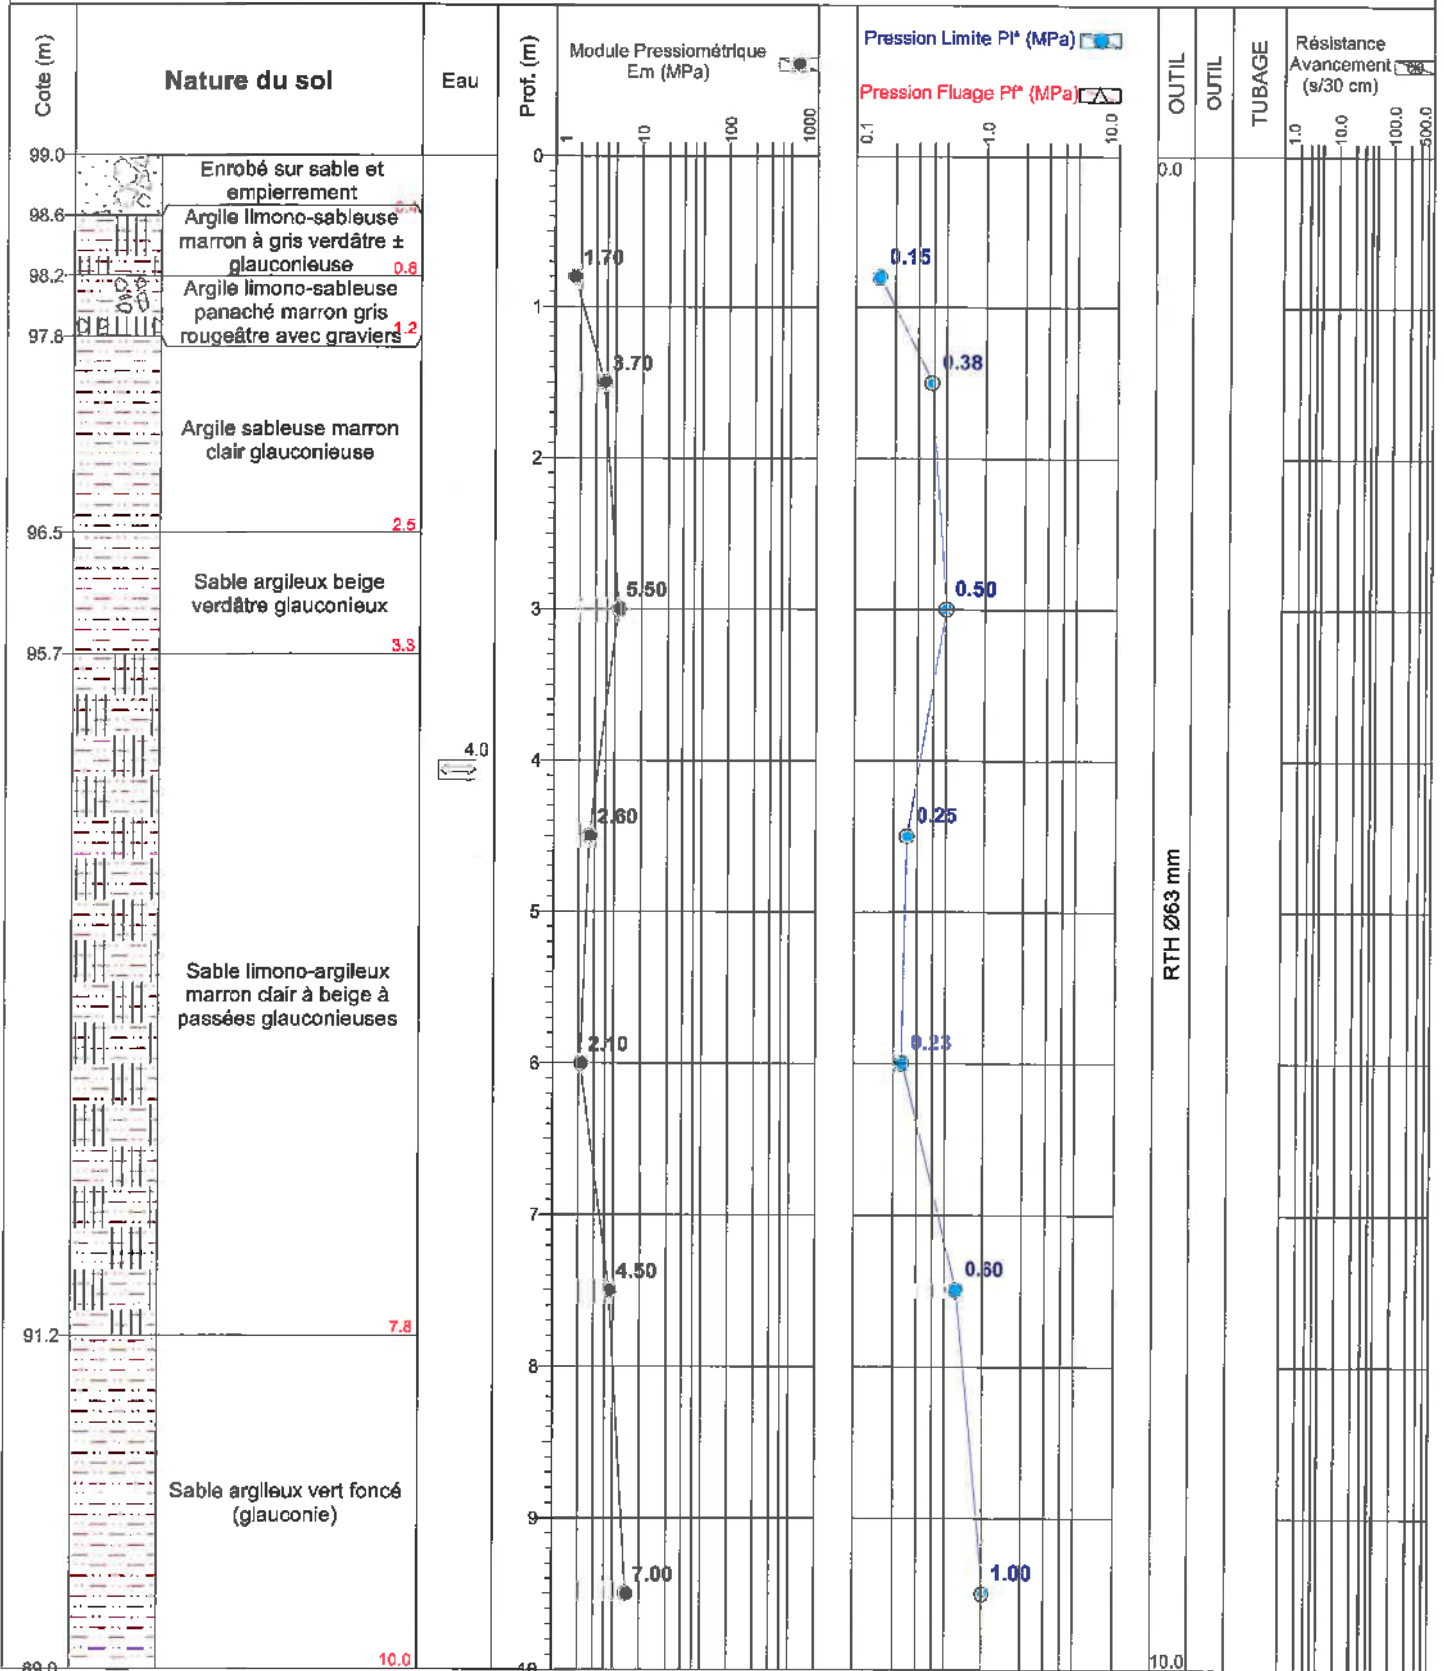 Cote (m)
Nature du sol
Eau
Prof. (m)
Module Pressiométrique
Em (MPa)
1
10
100
1000
Pression Limite Pl* (MPa)
Pression Fluage Pf* (MPa)
0.1
1.0
10.0
OUTIL
OUTIL
TUBAGE
Résistance
Avancement
(s/30 cm)
1.0
10.0
100.0
500.0
99.0
Enrobé sur sable et
empierrement
0.4
98.6
Argile limono-sableuse
marron à gris verdâtre ±
glauconieuse
0.8
98.2
Argile limono-sableuse
panaché marron gris
rougeâtre avec graviers
1.2
97.8
Argile sableuse marron
clair glauconieuse
2.5
96.5
Sable argileux beige
verdâtre glauconieux
3.3
95.7
Sable limono-argileux
marron clair à beige à
passées glauconieuses
7.8
91.2
Sable argileux vert foncé
(glauconie)
10.0
89.0
4.0
0
1
2
3
4
5
6
7
8
9
10
1.70
3.70
5.50
2.60
2.10
4.50
7.00
0.15
0.38
0.50
0.25
0.23
0.60
1.00
0.0
RTH Ø63 mm
10.0